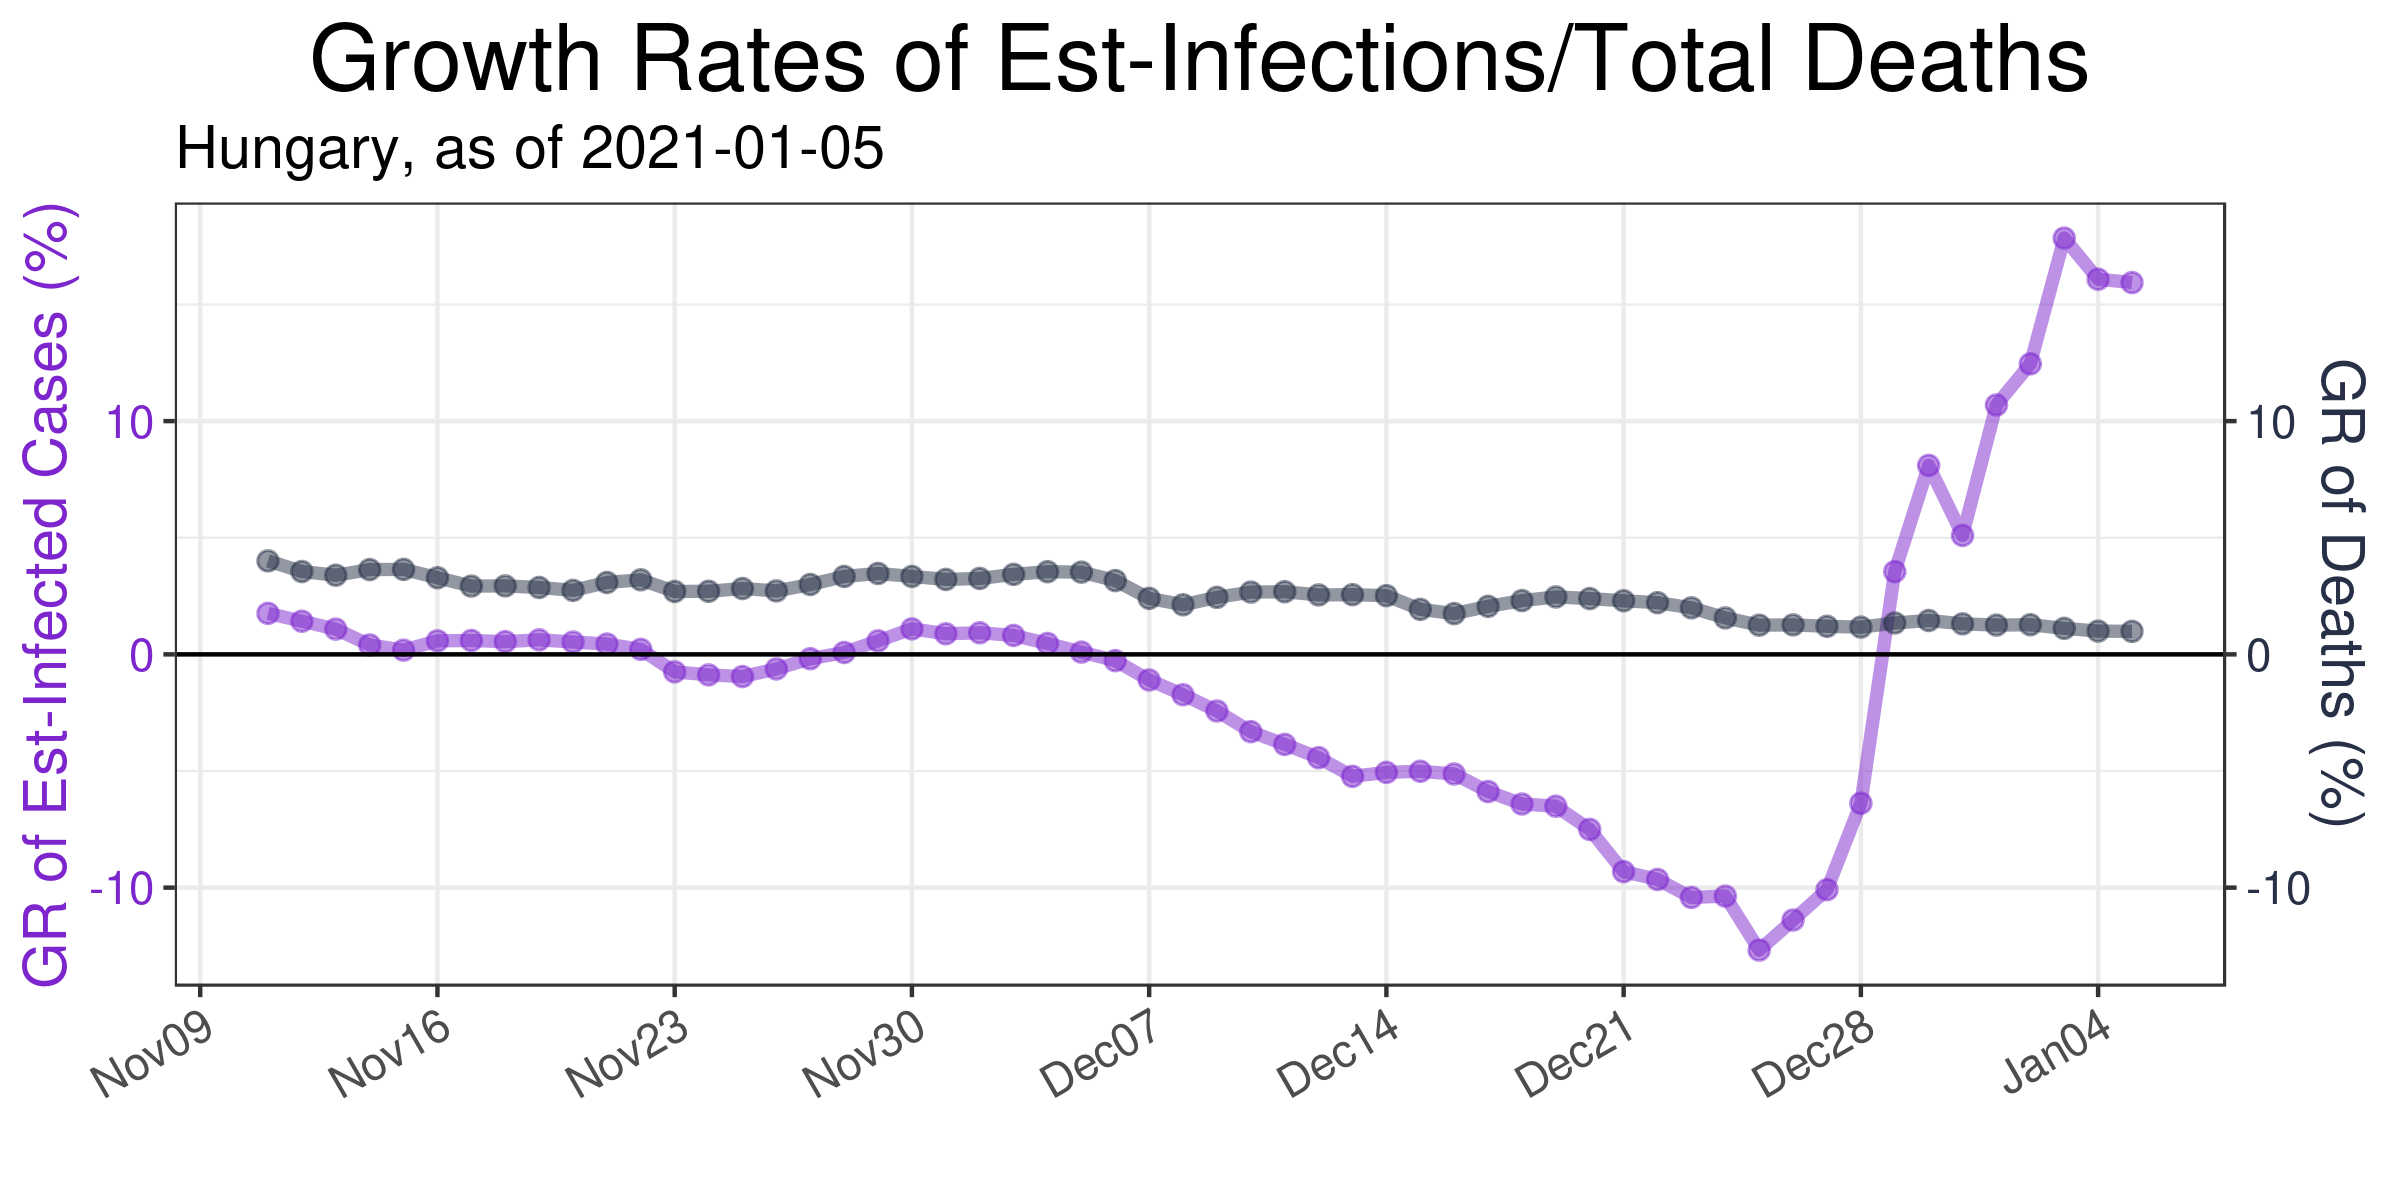 Growth Rates of Est-Infections/Total Deaths
Hungary, as of 2021-01-05
GR of Est-Infected Cases (%)
10
0
-10
10
0
-10
GR of Deaths (%)
Nov09
Nov16
Nov23
Nov30
Dec07
Dec14
Dec21
Dec28
Jan04